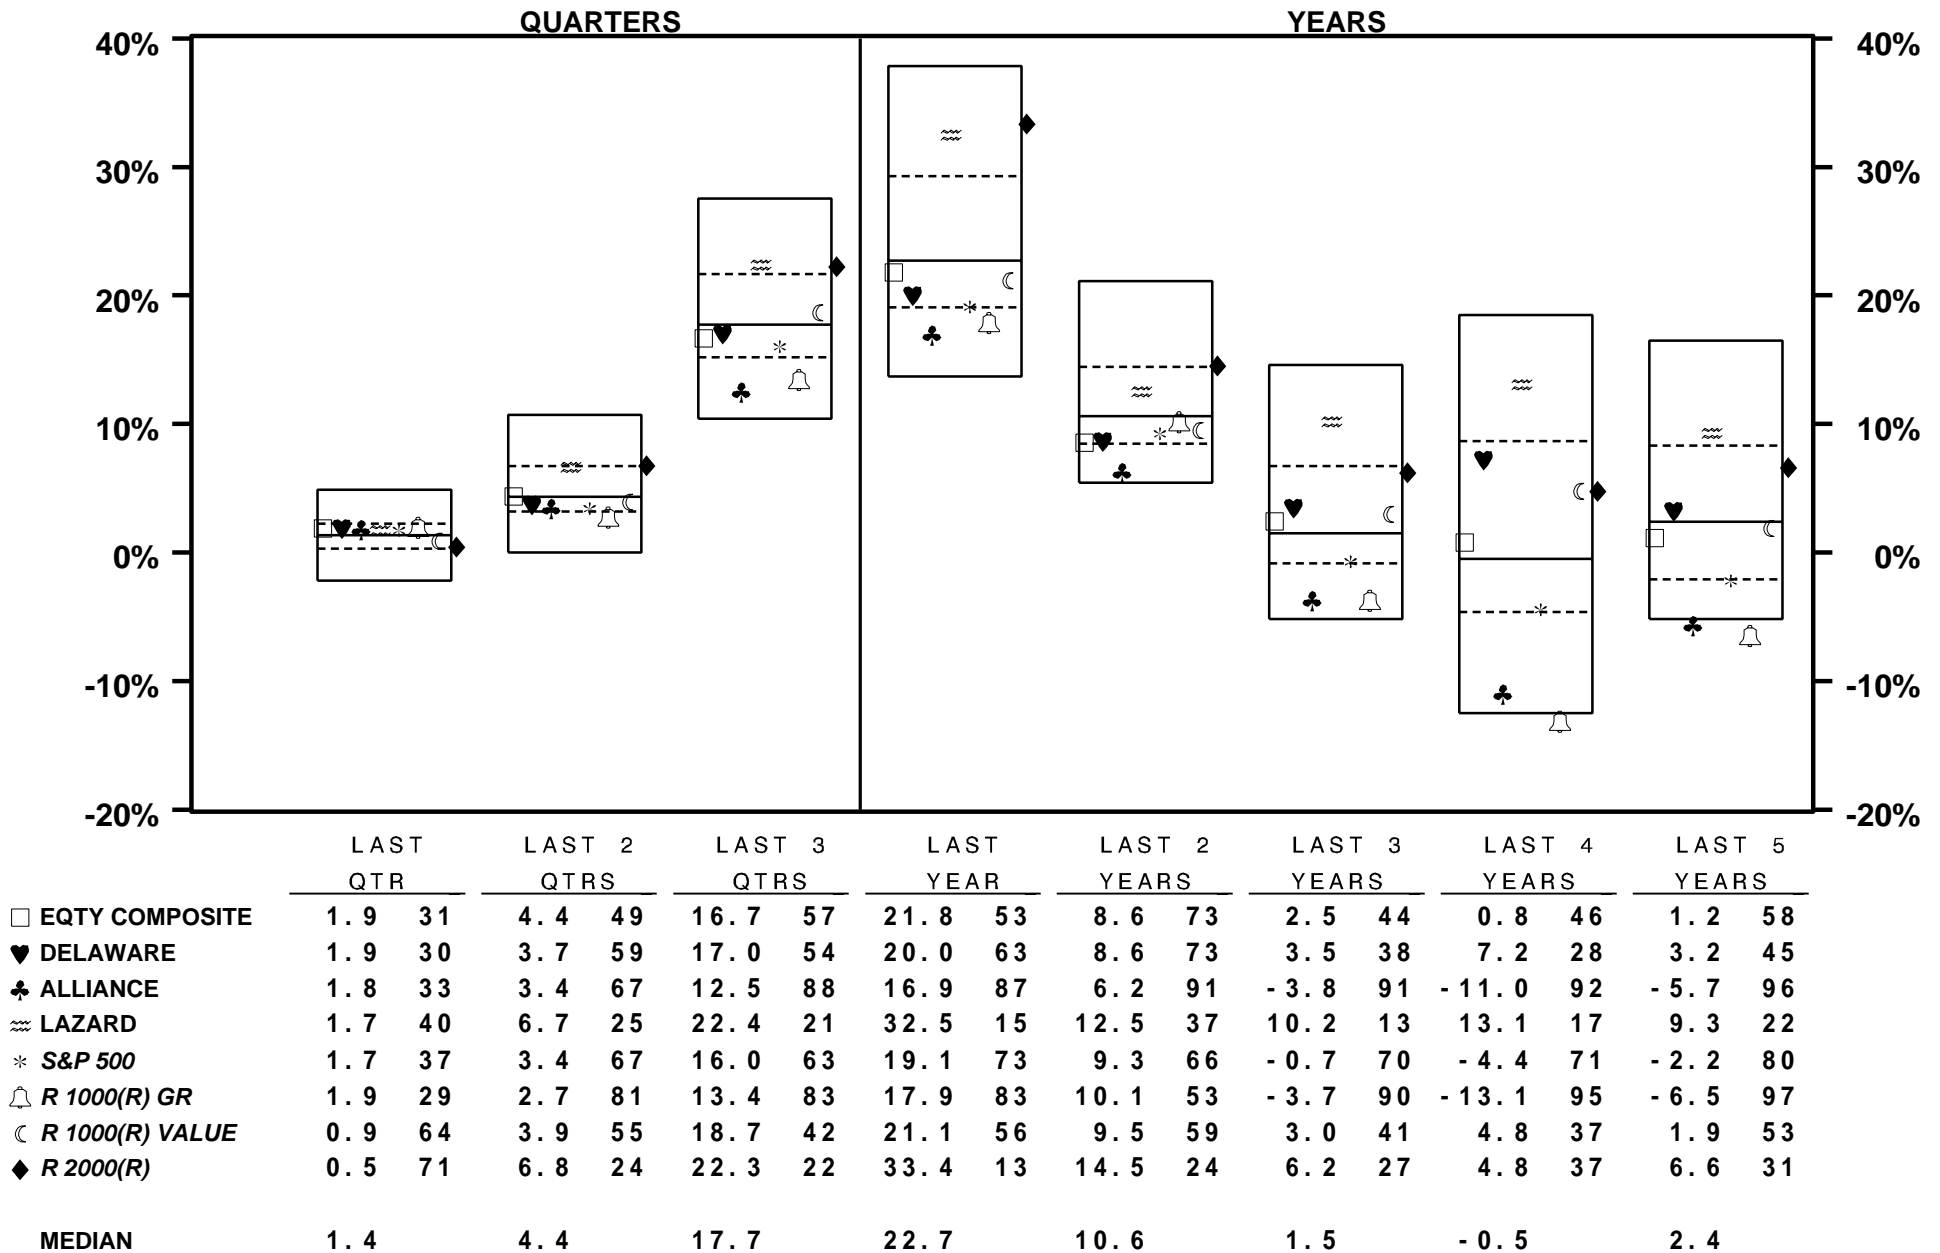 QUARTERS YEARS
40% 40%
30% 30%
20% 20%
10% 10%
0% 0%
-10% -10%
-20% -20%
LAST LAST 2 LAST 3 LAST LAST 2 LAST 3 LAST 4 LAST 5
QTR QTRS QTRS YEAR YEARS YEARS YEARS YEARS
EQTY COMPOSITE 1.9 31 4.4 49 16.7 57 21.8 53 8.6 73 2.5 44 0.8 46 1.2 58
DELAWARE 1.9 30 3.7 59 17.0 54 20.0 63 8.6 73 3.5 38 7.2 28 3.2 45
ALLIANCE 1.8 33 3.4 67 12.5 88 16.9 87 6.2 91 -3.8 91 -11.0 92 -5.7 96
LAZARD 1.7 40 6.7 25 22.4 21 32.5 15 12.5 37 10.2 13 13.1 17 9.3 22
S&P 500 1.7 37 3.4 67 16.0 63 19.1 73 9.3 66 -0.7 70 -4.4 71 -2.2 80
R 1000(R) GR 1.9 29 2.7 81 13.4 83 17.9 83 10.1 53 -3.7 90 -13.1 95 -6.5 97
R 1000(R) VALUE 0.9 64 3.9 55 18.7 42 21.1 56 9.5 59 3.0 41 4.8 37 1.9 53
R 2000(R) 0.5 71 6.8 24 22.3 22 33.4 13 14.5 24 6.2 27 4.8 37 6.6 31
MEDIAN 1.4 4.4 17.7 22.7 10.6 1.5 -0.5 2.4